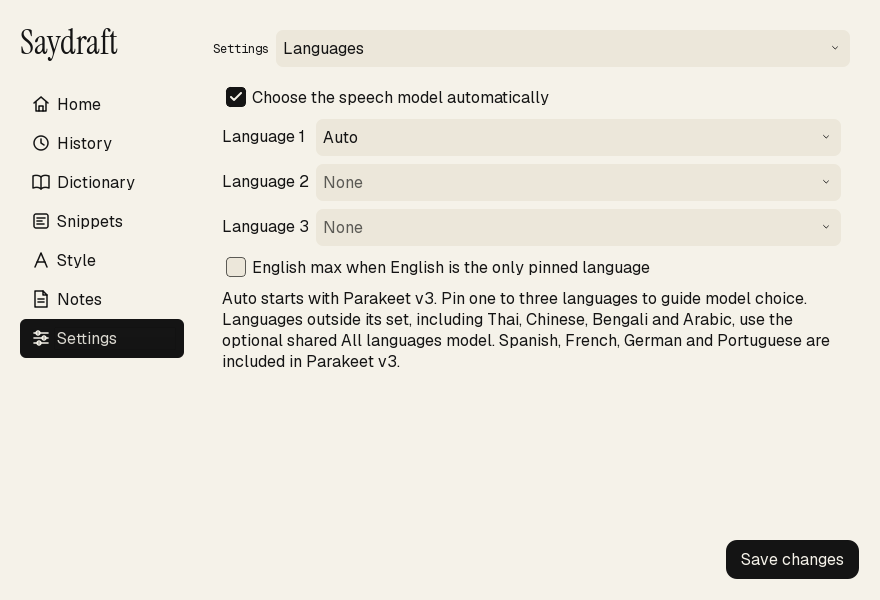 Saydraft
Home
History
Dictionary
Snippets
Style
Notes
Settings
Settings Languages
Choose the speech model automatically
Language 1 Auto
Language 2 None
Language 3 None
English max when English is the only pinned language
Auto starts with Parakeet v3. Pin one to three languages to guide model choice.
Languages outside its set, including Thai, Chinese, Bengali and Arabic, use the
optional shared All languages model. Spanish, French, German and Portuguese are
included in Parakeet v3.
Save changes